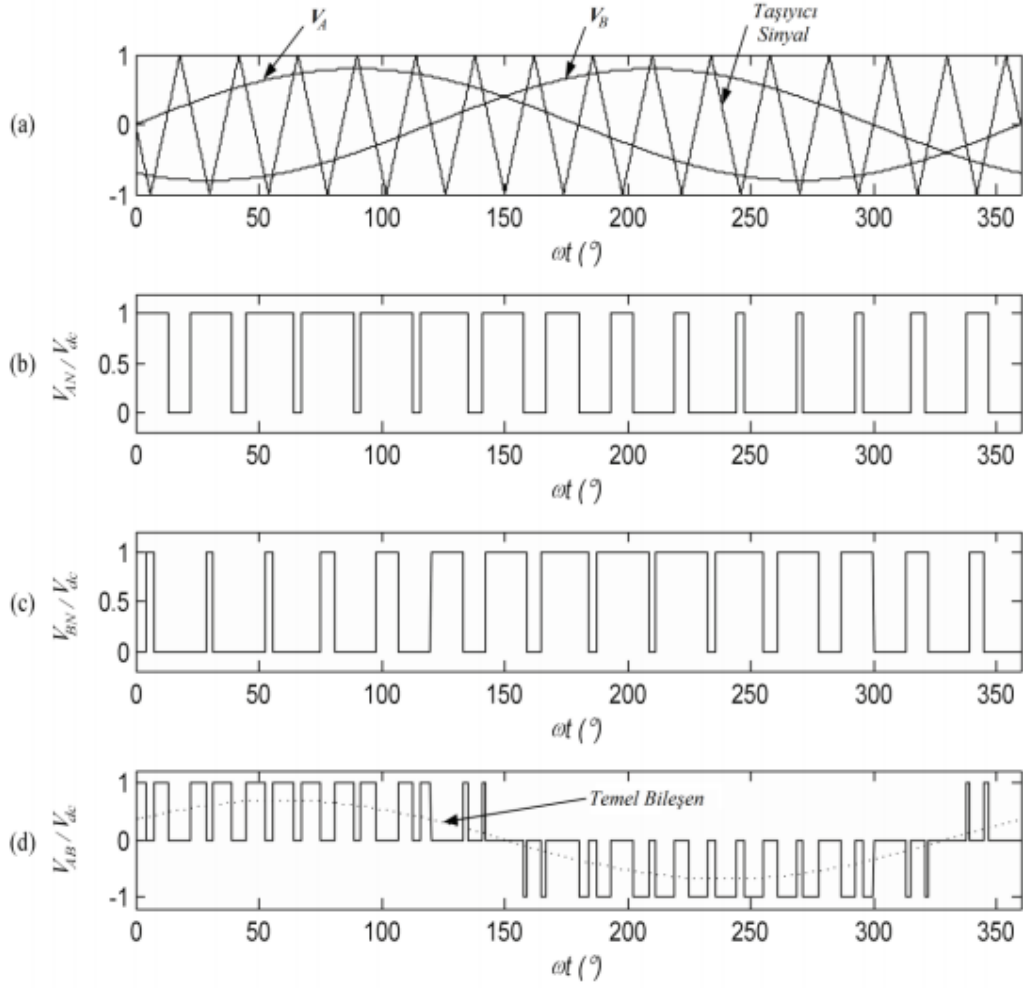 V_A V_B Taşıyıcı
Sinyal
(a)
1
0
-1
0 50 100 150 200 250 300 350
ωt (°)
(b)
V_AN / V_dc
1
0.5
0
0 50 100 150 200 250 300 350
ωt (°)
(c)
V_BN / V_dc
1
0.5
0
0 50 100 150 200 250 300 350
ωt (°)
(d)
V_AB / V_dc
1
0
-1
Temel Bileşen
0 50 100 150 200 250 300 350
ωt (°)